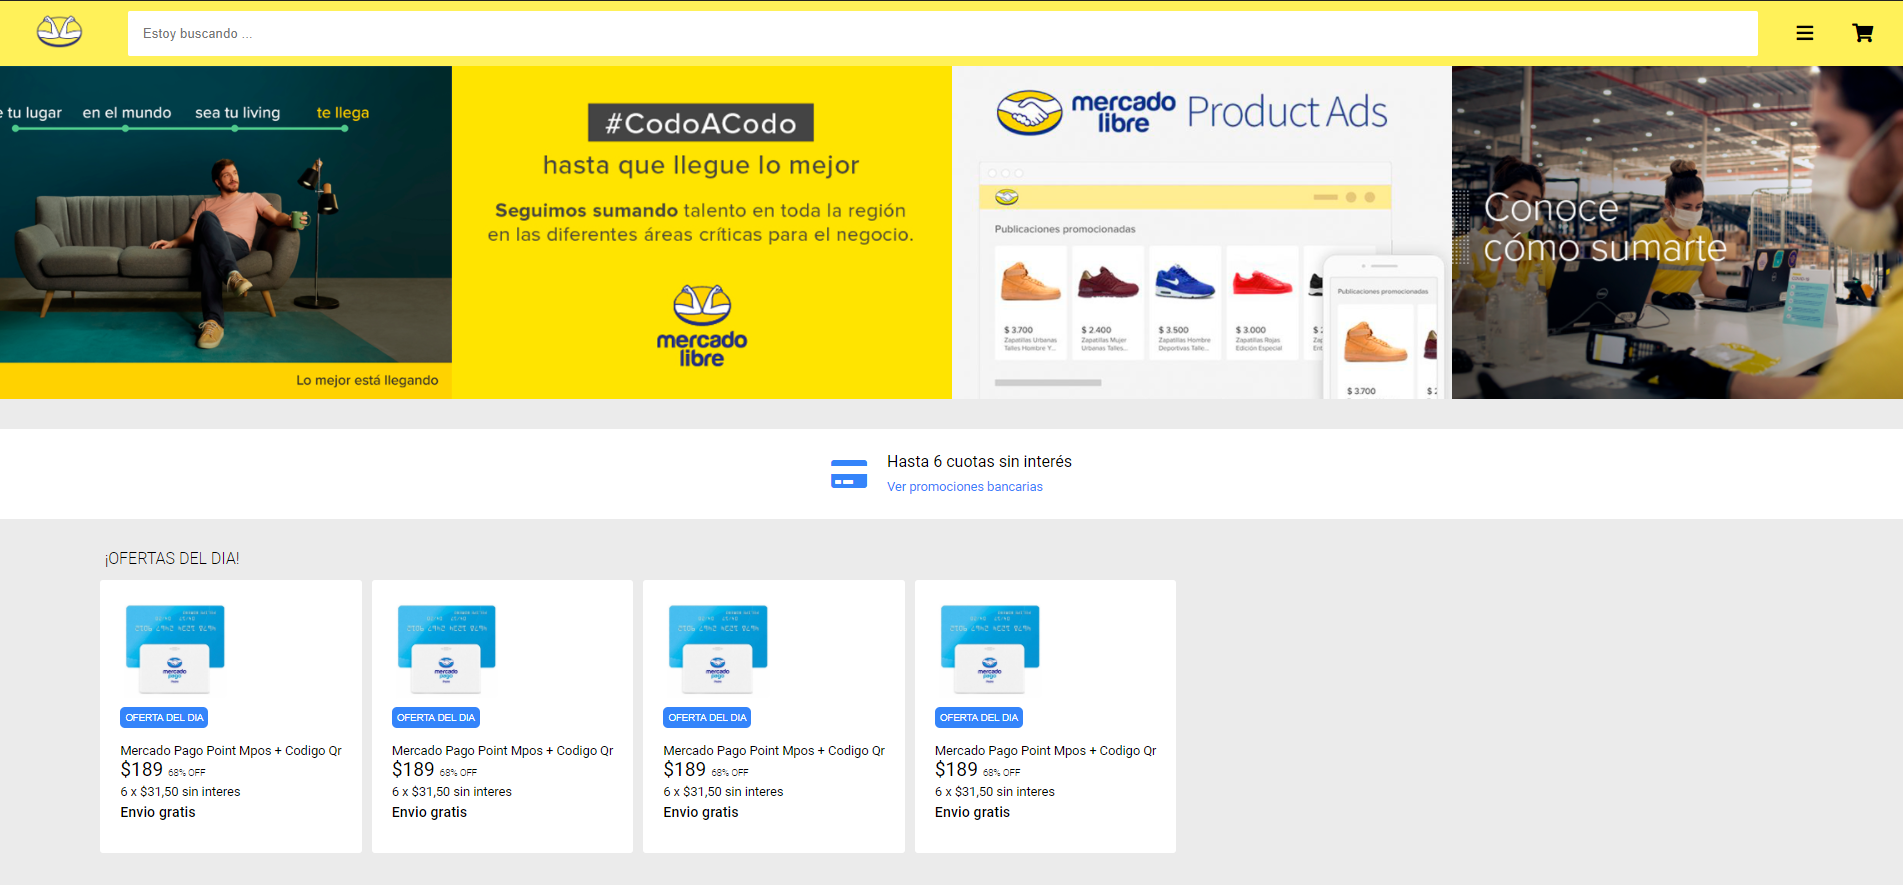 Estoy buscando ...
e tu lugar en el mundo sea tu living te llega
Lo mejor está llegando
#CodoACodo
hasta que llegue lo mejor
Seguimos sumando talento en toda la región
en las diferentes áreas críticas para el negocio.
mercado
libre
mercado
libre
Product Ads
Publicaciones promocionadas
$ 3.700
Zapatillas Urbanas
Talles Hombre Y...
$ 2.400
Zapatillas Mujer
Urbanas Talles...
$ 3.500
Zapatillas Hombre
Deportivas Talle...
$ 3.000
Zapatillas Rojas
Edición Especial
Publicaciones promocionadas
$ 3.700
Conoce
cómo sumarte
Hasta 6 cuotas sin interés
Ver promociones bancarias
¡OFERTAS DEL DIA!
mercado
pago
OFERTA DEL DIA
Mercado Pago Point Mpos + Codigo Qr
$189 68% OFF
6 x $31,50 sin interes
Envio gratis
mercado
pago
OFERTA DEL DIA
Mercado Pago Point Mpos + Codigo Qr
$189 68% OFF
6 x $31,50 sin interes
Envio gratis
mercado
pago
OFERTA DEL DIA
Mercado Pago Point Mpos + Codigo Qr
$189 68% OFF
6 x $31,50 sin interes
Envio gratis
mercado
pago
OFERTA DEL DIA
Mercado Pago Point Mpos + Codigo Qr
$189 68% OFF
6 x $31,50 sin interes
Envio gratis